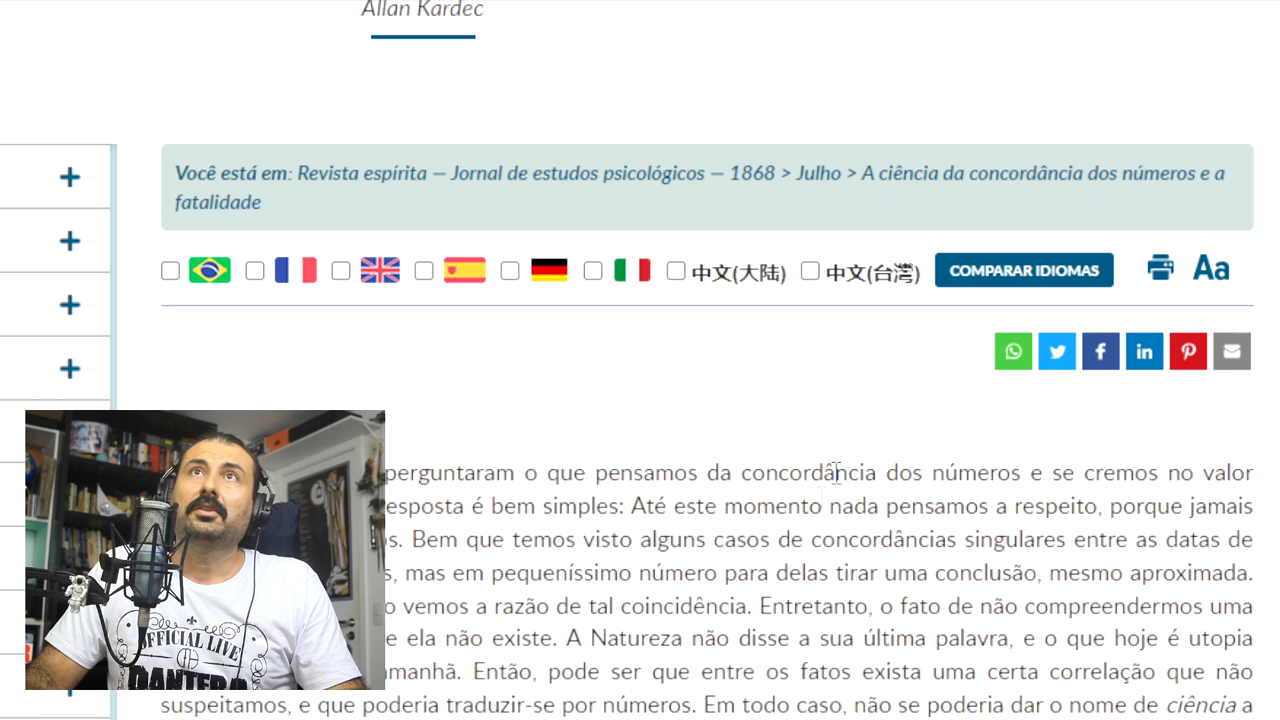 Allan Kardec
Você está em: Revista espírita — Jornal de estudos psicológicos — 1868 > Julho > A ciência da concordância dos números e a
fatalidade
中文(大陆) 中文(台灣) COMPARAR IDIOMAS Aa
perguntaram o que pensamos da concordância dos números e se cremos no valor
esposta é bem simples: Até este momento nada pensamos a respeito, porque jamais
s. Bem que temos visto alguns casos de concordâncias singulares entre as datas de
s, mas em pequeníssimo número para delas tirar uma conclusão, mesmo aproximada.
o vemos a razão de tal coincidência. Entretanto, o fato de não compreendermos uma
e ela não existe. A Natureza não disse a sua última palavra, e o que hoje é utopia
amanhã. Então, pode ser que entre os fatos exista uma certa correlação que não
suspeitamos, e que poderia traduzir-se por números. Em todo caso, não se poderia dar o nome de ciência a
OFFICIAL LIVE
PANTERA